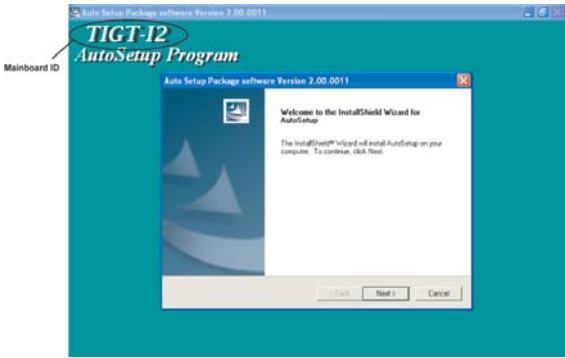 Auto Setup Package software Version 2.00.0011
TIGT-I2
AutoSetup Program
Mainboard ID
Auto Setup Package software Version 2.00.0011
Welcome to the InstallShield Wizard for
AutoSetup
The InstallShield® Wizard will install AutoSetup on your
computer. To continue, click Next.
< Back
Next >
Cancel